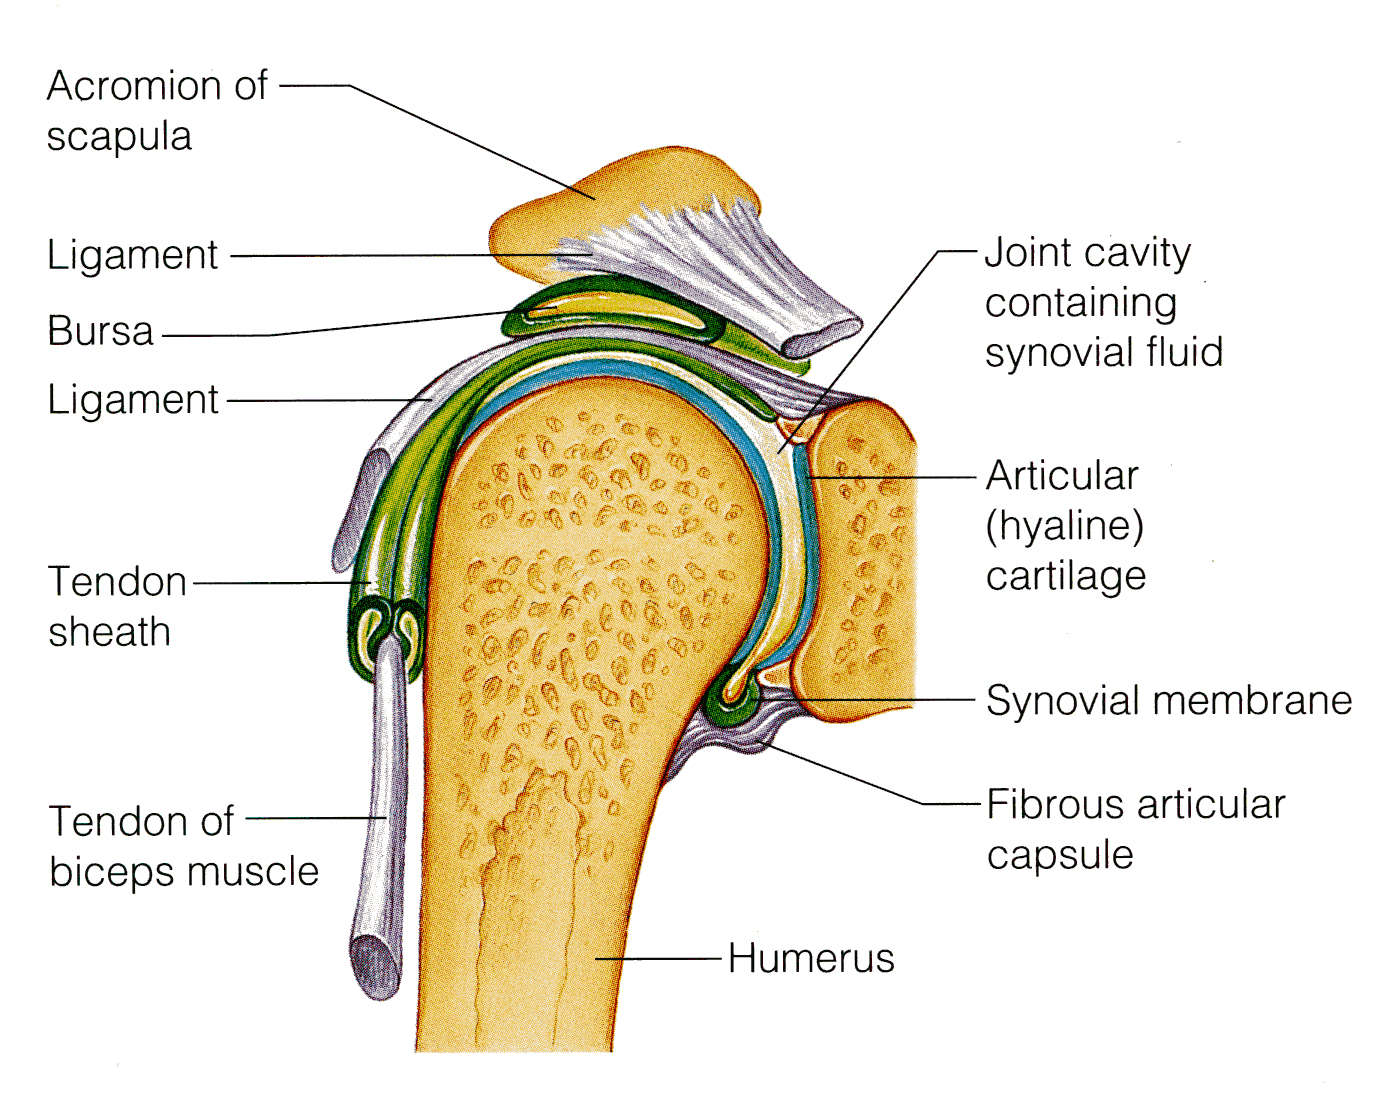 Acromion of
scapula
Ligament
Bursa
Ligament
Tendon
sheath
Tendon of
biceps muscle
Joint cavity
containing
synovial fluid
Articular
(hyaline)
cartilage
Synovial membrane
Fibrous articular
capsule
Humerus